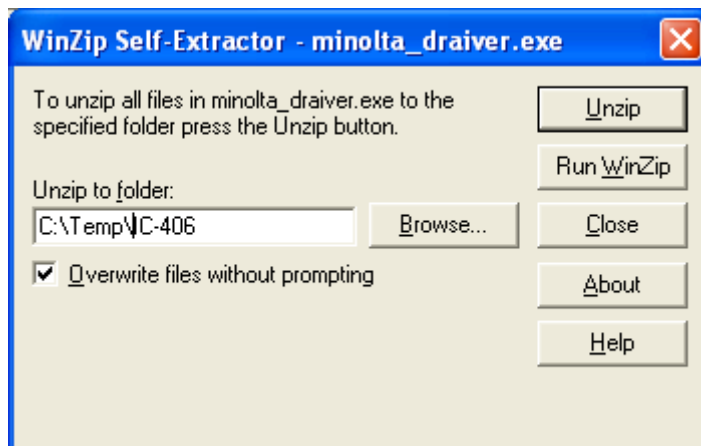 WinZip Self-Extractor - minolta_draiver.exe
To unzip all files in minolta_draiver.exe to the
specified folder press the Unzip button.
Unzip to folder:
C:\Temp\IC-406
Browse...
Overwrite files without prompting
Unzip
Run WinZip
Close
About
Help